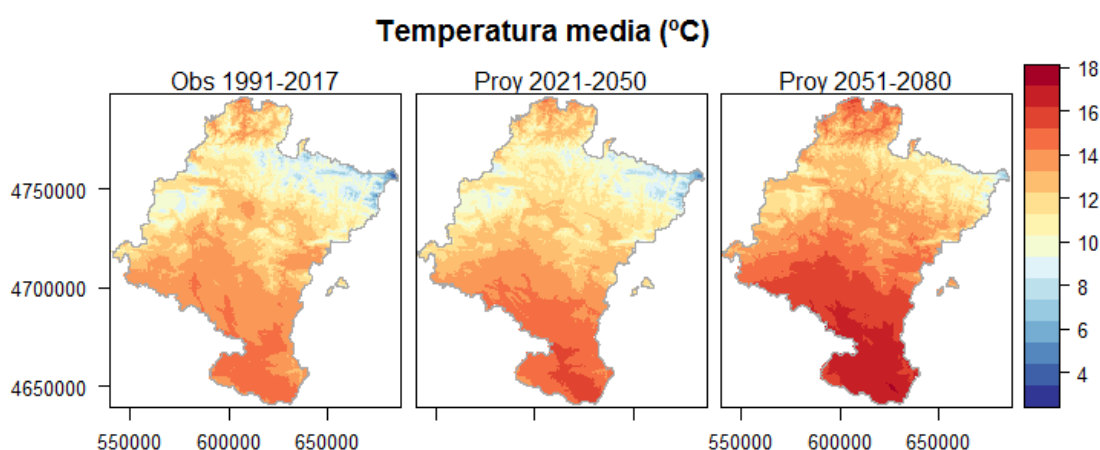 Temperatura media (ºC)
Obs 1991-2017
Proy 2021-2050
Proy 2051-2080
4750000
4700000
4650000
550000 600000 650000
550000 600000 650000
18
16
14
12
10
8
6
4